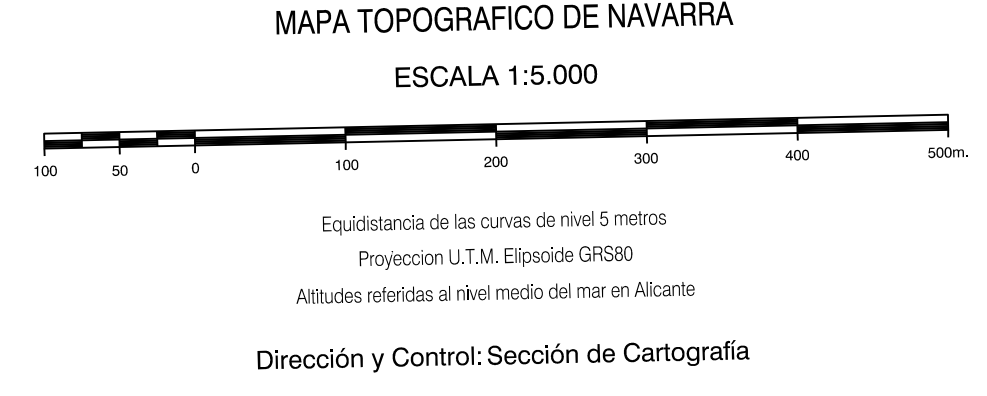 MAPA TOPOGRAFICO DE NAVARRA
ESCALA 1:5.000
100 50 0 100 200 300 400 500m.
Equidistancia de las curvas de nivel 5 metros
Proyeccion U.T.M. Elipsoide GRS80
Altitudes referidas al nivel medio del mar en Alicante
Dirección y Control: Sección de Cartografía